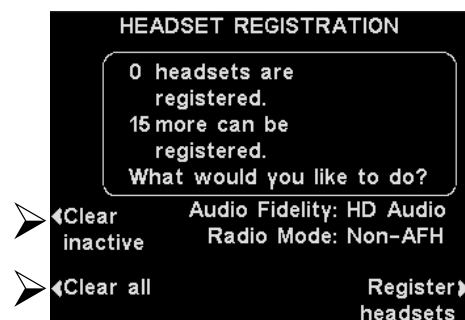 HEADSET REGISTRATION
0 headsets are
registered.
15 more can be
registered.
What would you like to do?
Clear
inactive
Audio Fidelity: HD Audio
Radio Mode: Non-AFH
Clear all
Register
headsets